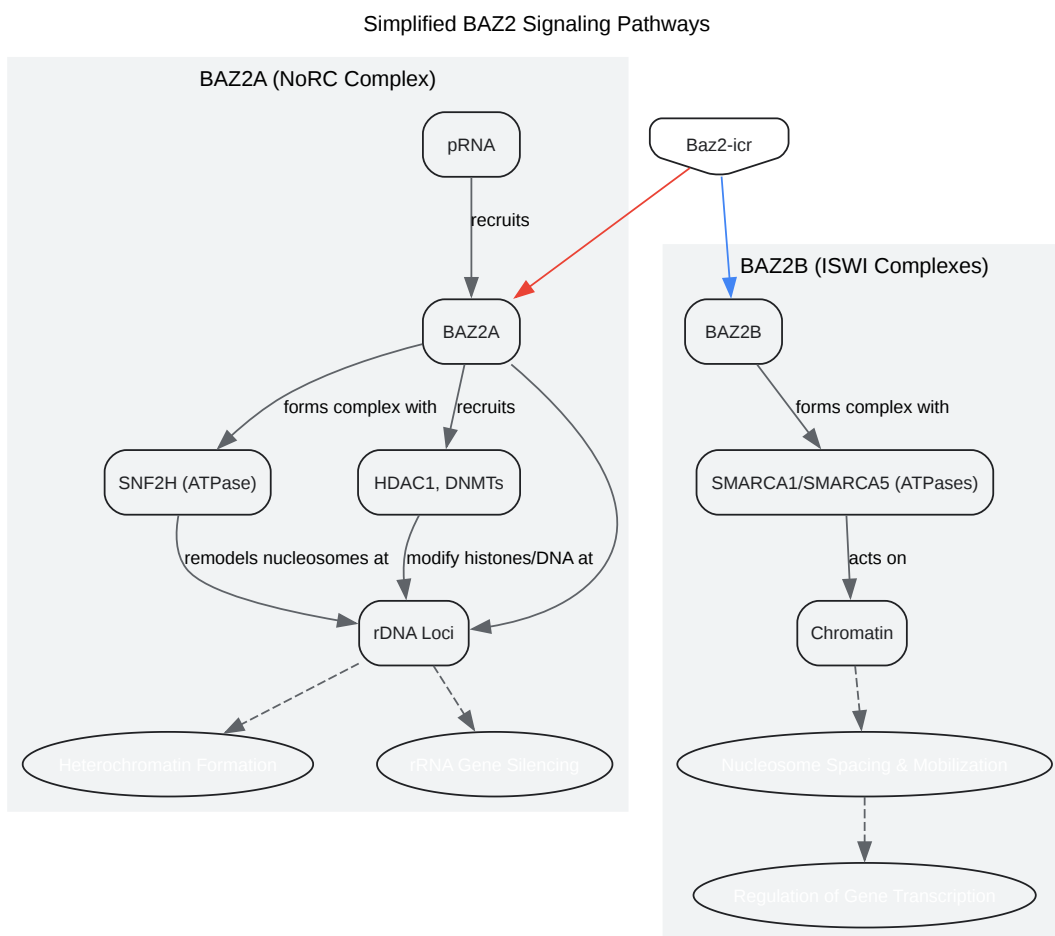 Simplified BAZ2 Signaling Pathways
BAZ2A (NoRC Complex)
pRNA
Baz2-icr
recruits
BAZ2B (ISWI Complexes)
BAZ2A
BAZ2B
forms complex with
recruits
forms complex with
SNF2H (ATPase)
HDAC1, DNMTs
SMARCA1/SMARCA5 (ATPases)
remodels nucleosomes at
modify histones/DNA at
acts on
rDNA Loci
Chromatin
Heterochromatin Formation
rRNA Gene Silencing
Nucleosome Spacing & Mobilization
Regulation of Gene Transcription